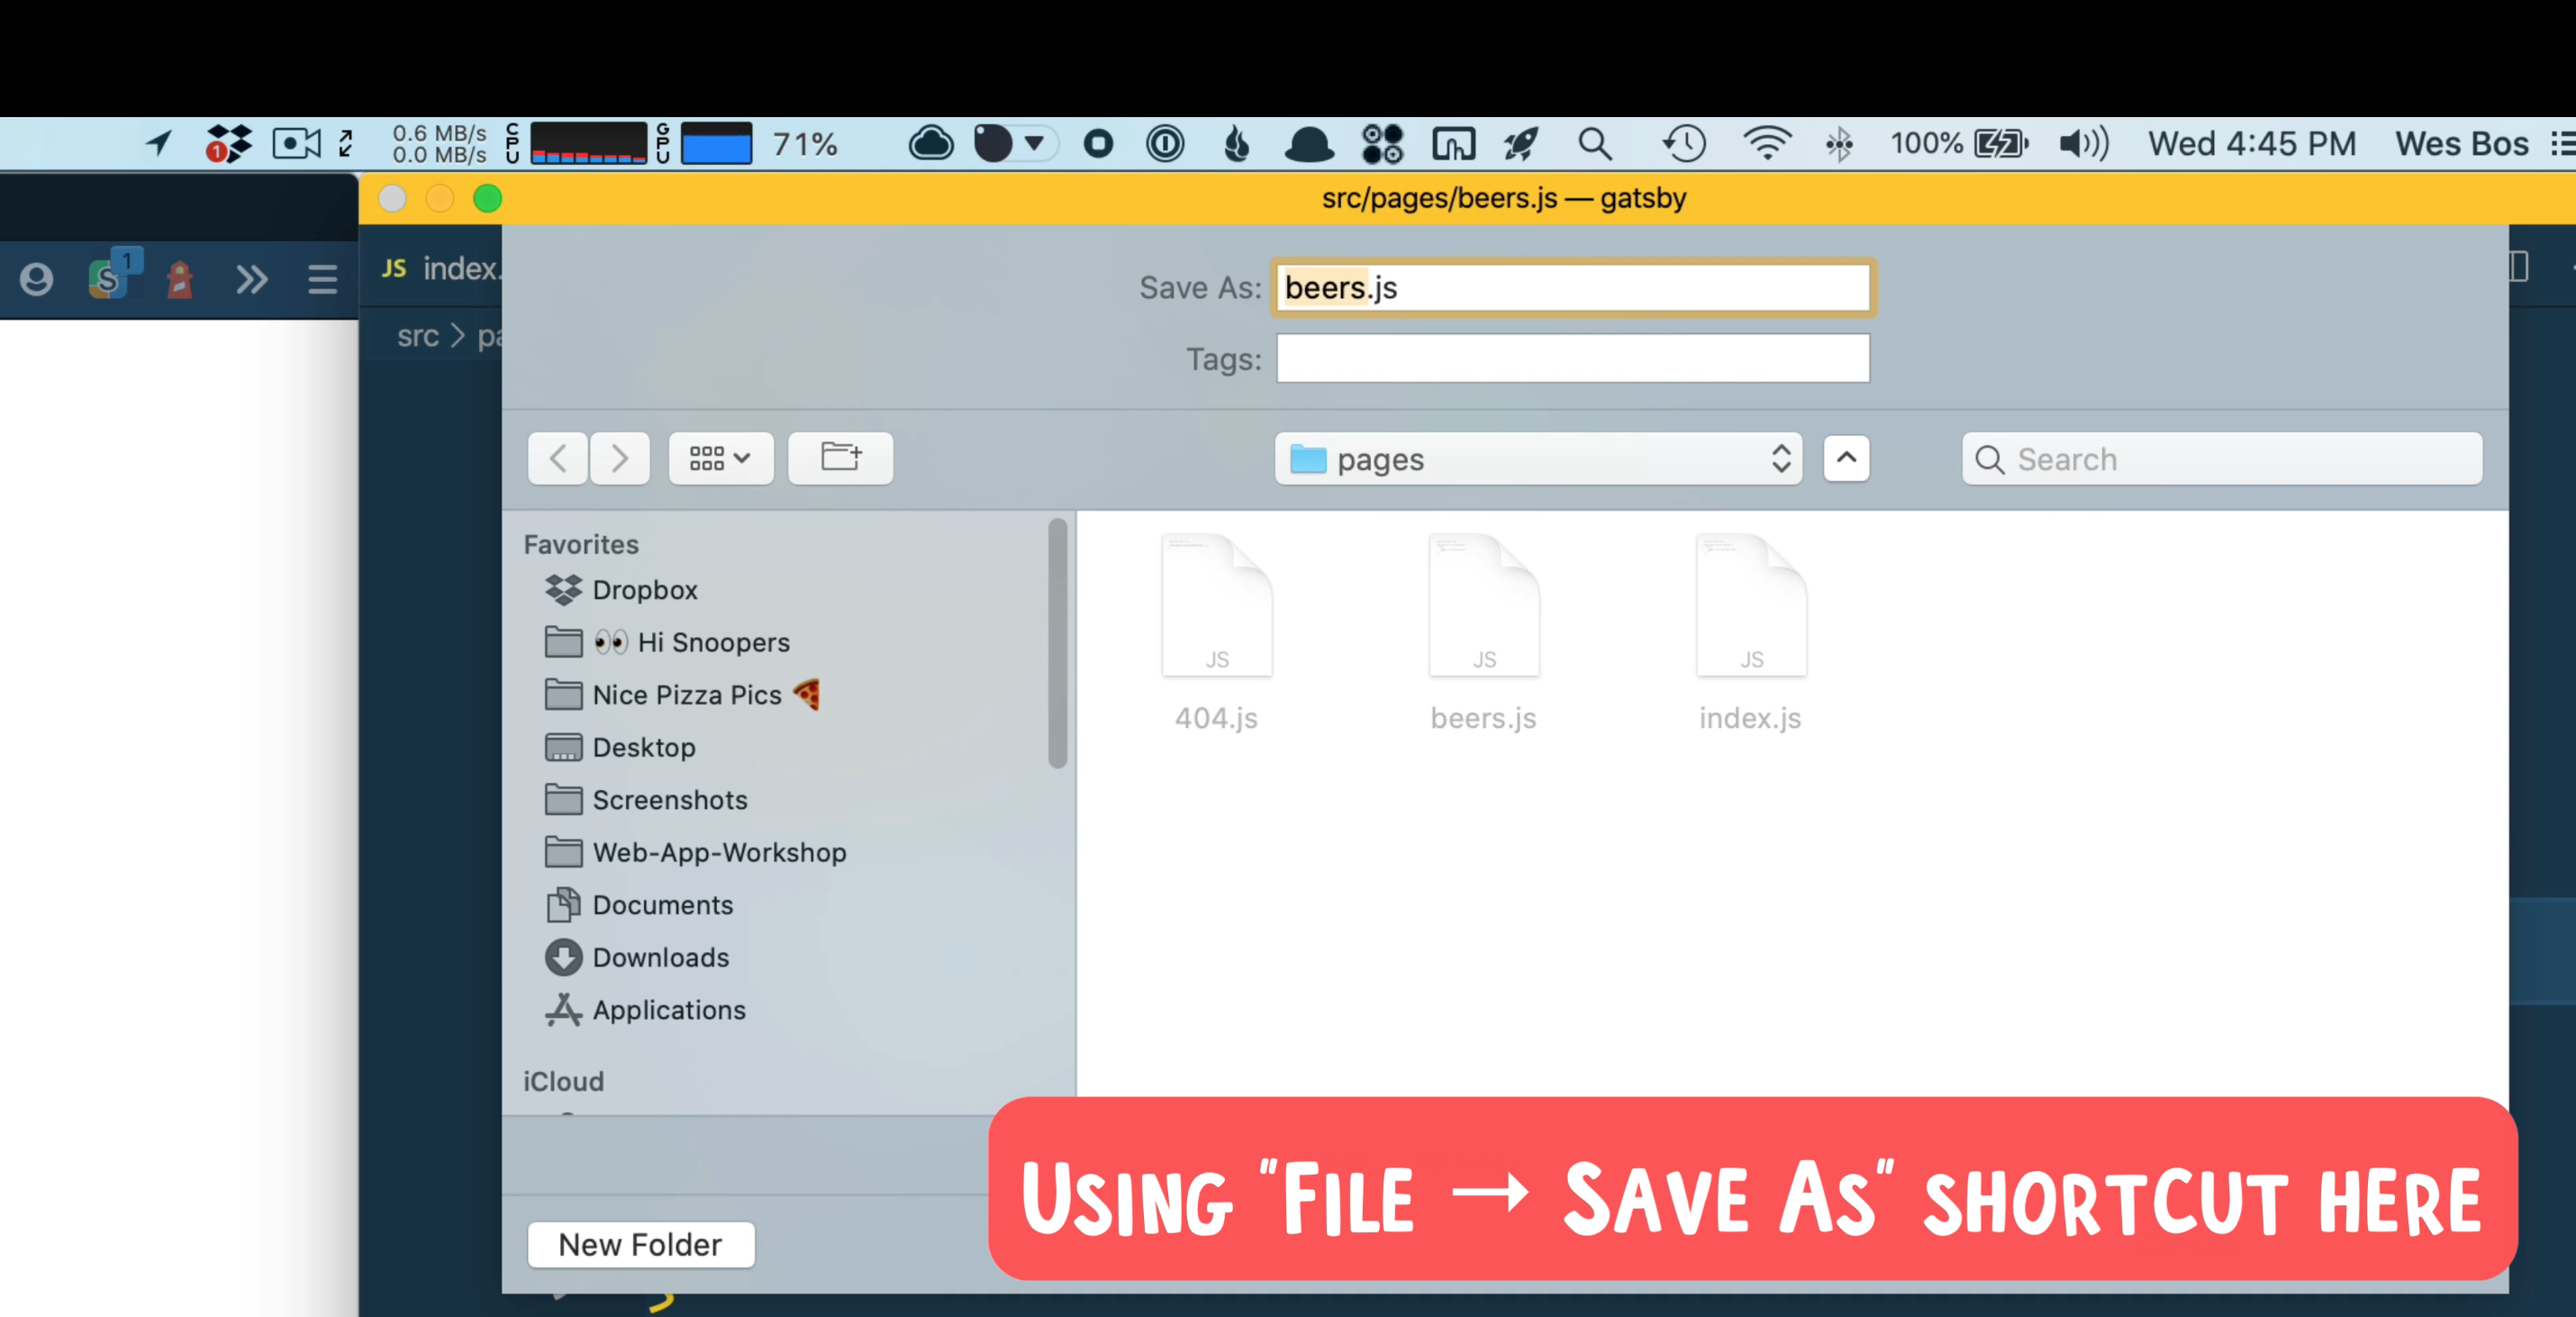 0.6 MB/s
0.0 MB/s
CPU
GPU
71%
100%
Wed 4:45 PM
Wes Bos
src/pages/beers.js — gatsby
1
1
JS index.
src > pa
Save As: beers.js
Tags:
pages
Search
Favorites
Dropbox
👀 Hi Snoopers
Nice Pizza Pics 🍕
Desktop
Screenshots
Web-App-Workshop
Documents
Downloads
Applications
iCloud
JS
JS
JS
404.js
beers.js
index.js
New Folder
Using "File → Save As" shortcut here